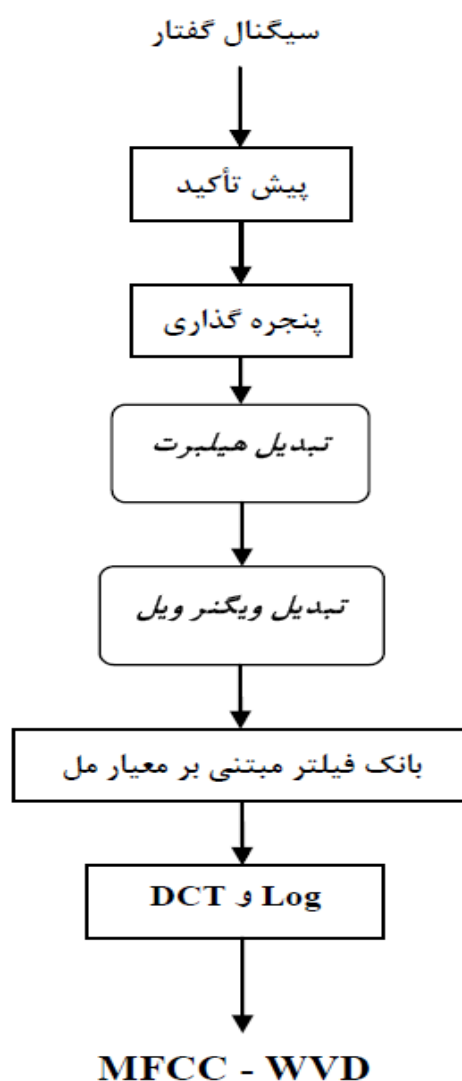 سیگنال گفتار
پیش تأکید
پنجره گذاری
تبدیل هیلبرت
تبدیل ویگنر ویل
بانک فیلتر مبتنی بر معیار مل
Log و DCT
MFCC - WVD